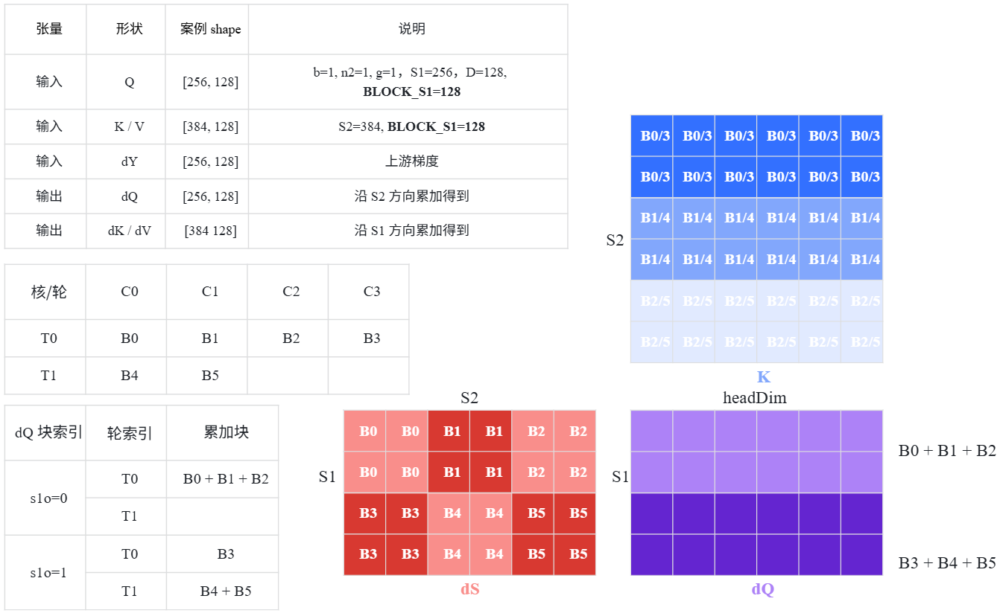 张量 形状 案例 shape 说明
输入 Q [256, 128] b=1, n2=1, g=1，S1=256，D=128,
BLOCK_S1=128
输入 K / V [384, 128] S2=384, BLOCK_S1=128
输入 dY [256, 128] 上游梯度
输出 dQ [256, 128] 沿 S2 方向累加得到
输出 dK / dV [384 128] 沿 S1 方向累加得到
核/轮 C0 C1 C2 C3
T0 B0 B1 B2 B3
T1 B4 B5
dQ 块索引 轮索引 累加块
s1o=0 T0 B0 + B1 + B2
T1
s1o=1 T0 B3
T1 B4 + B5
B0/3 B0/3 B0/3 B0/3 B0/3 B0/3
B0/3 B0/3 B0/3 B0/3 B0/3 B0/3
B1/4 B1/4 B1/4 B1/4 B1/4 B1/4
S2
B1/4 B1/4 B1/4 B1/4 B1/4 B1/4
B2/5 B2/5 B2/5 B2/5 B2/5 B2/5
B2/5 B2/5 B2/5 B2/5 B2/5 B2/5
K
S2
B0 B0 B1 B1 B2 B2
B0 B0 B1 B1 B2 B2
S1
B3 B3 B4 B4 B5 B5
B3 B3 B4 B4 B5 B5
dS
headDim
S1
B0 + B1 + B2
B3 + B4 + B5
dQ